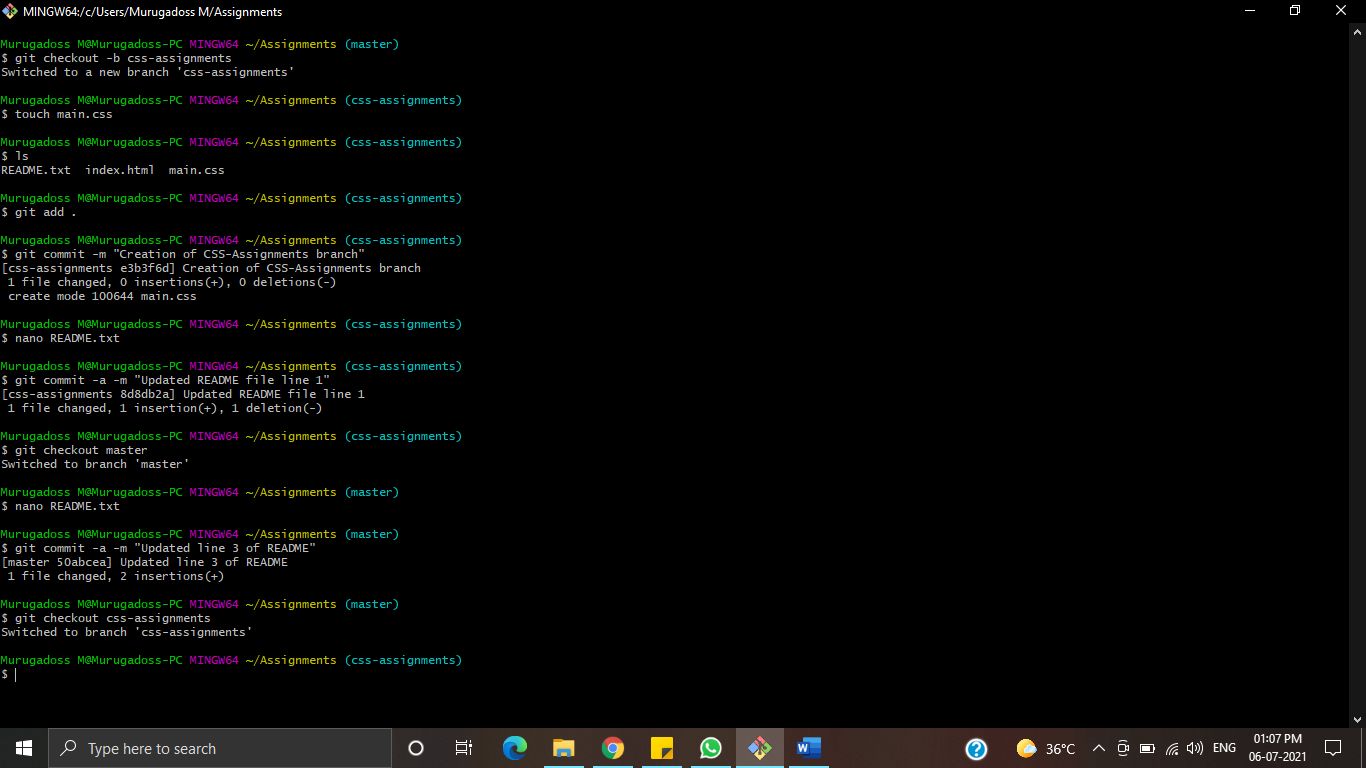 MINGW64:/c/Users/Murugadoss M/Assignments
Murugadoss M@Murugadoss-PC MINGW64 ~/Assignments (master)
$ git checkout -b css-assignments
Switched to a new branch 'css-assignments'
Murugadoss M@Murugadoss-PC MINGW64 ~/Assignments (css-assignments)
$ touch main.css
Murugadoss M@Murugadoss-PC MINGW64 ~/Assignments (css-assignments)
$ ls
README.txt  index.html  main.css
Murugadoss M@Murugadoss-PC MINGW64 ~/Assignments (css-assignments)
$ git add .
Murugadoss M@Murugadoss-PC MINGW64 ~/Assignments (css-assignments)
$ git commit -m "Creation of CSS-Assignments branch"
[css-assignments e3b3f6d] Creation of CSS-Assignments branch
 1 file changed, 0 insertions(+), 0 deletions(-)
 create mode 100644 main.css
Murugadoss M@Murugadoss-PC MINGW64 ~/Assignments (css-assignments)
$ nano README.txt
Murugadoss M@Murugadoss-PC MINGW64 ~/Assignments (css-assignments)
$ git commit -a -m "Updated README file line 1"
[css-assignments 8d8db2a] Updated README file line 1
 1 file changed, 1 insertion(+), 1 deletion(-)
Murugadoss M@Murugadoss-PC MINGW64 ~/Assignments (css-assignments)
$ git checkout master
Switched to branch 'master'
Murugadoss M@Murugadoss-PC MINGW64 ~/Assignments (master)
$ nano README.txt
Murugadoss M@Murugadoss-PC MINGW64 ~/Assignments (master)
$ git commit -a -m "Updated line 3 of README"
[master 50abcea] Updated line 3 of README
 1 file changed, 2 insertions(+)
Murugadoss M@Murugadoss-PC MINGW64 ~/Assignments (master)
$ git checkout css-assignments
Switched to branch 'css-assignments'
Murugadoss M@Murugadoss-PC MINGW64 ~/Assignments (css-assignments)
$
Type here to search
36°C
ENG
01:07 PM
06-07-2021